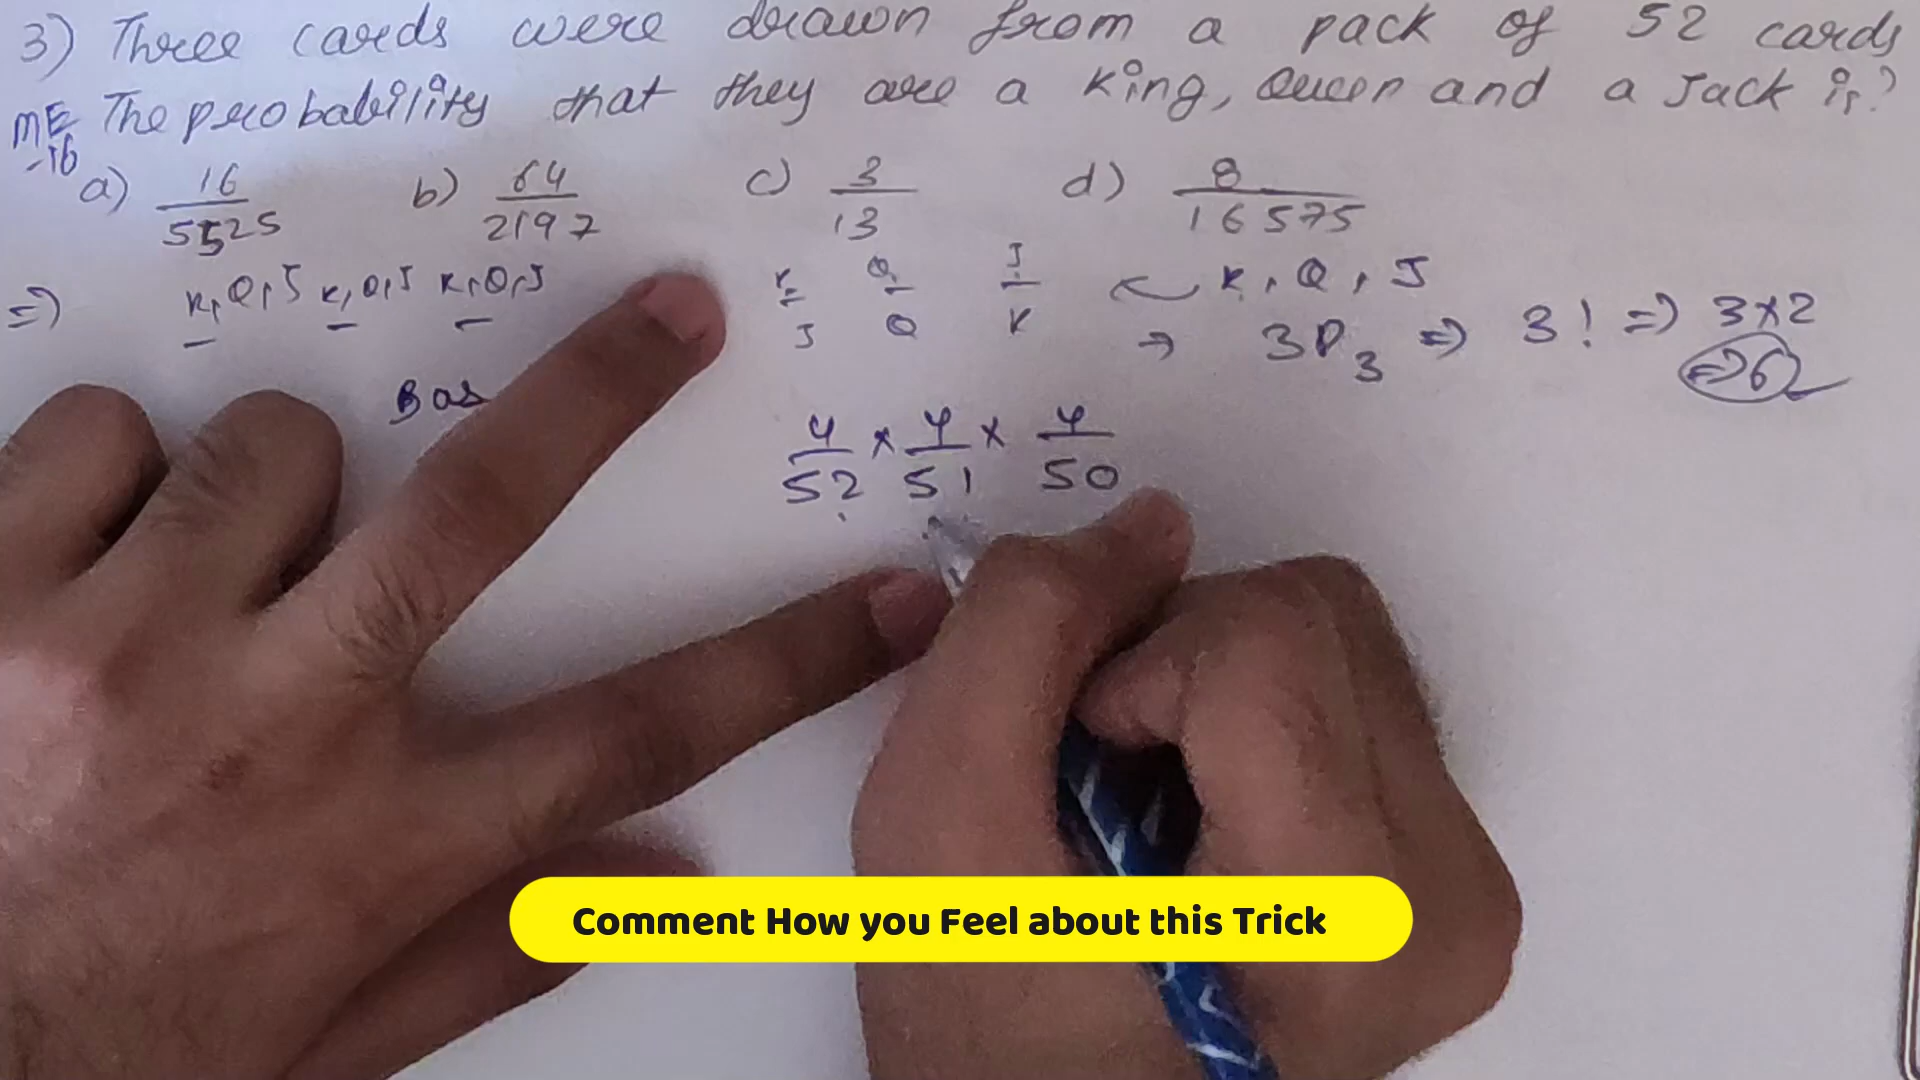 3) Three cards were drawn from a pack of 52 cards
ME-16 The probability that they are a King, Queen and a Jack is?
a) 16/5525 b) 64/2197 c) 3/13 d) 8/16575
=> K,Q,J K,Q,J K,Q,J
K Q J K, Q, J
J Q K
→ 3P3 => 3! => 3×2
=> 6
4/52 × 4/51 × 4/50
Comment How you Feel about this Trick